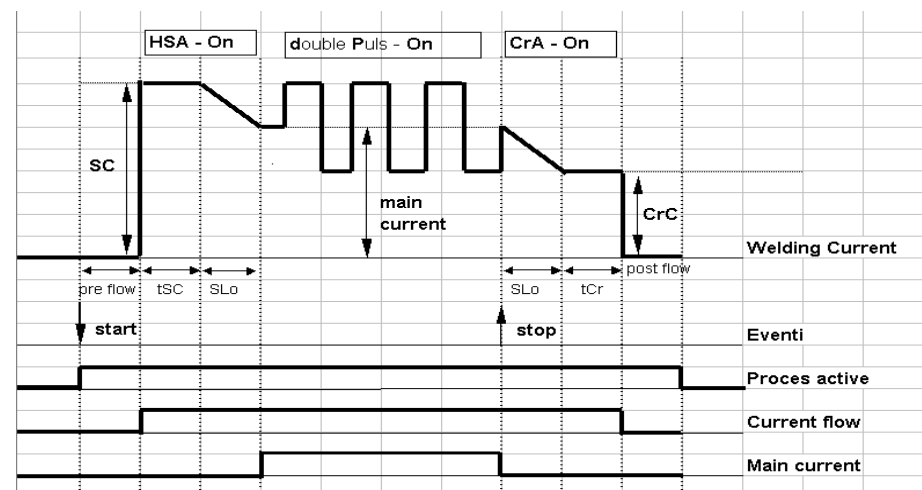 HSA - On
double Puls - On
CrA - On
SC
main
current
CrC
Welding Current
pre flow
tSC
SLo
SLo
tCr
post flow
start
stop
Eventi
Proces active
Current flow
Main current